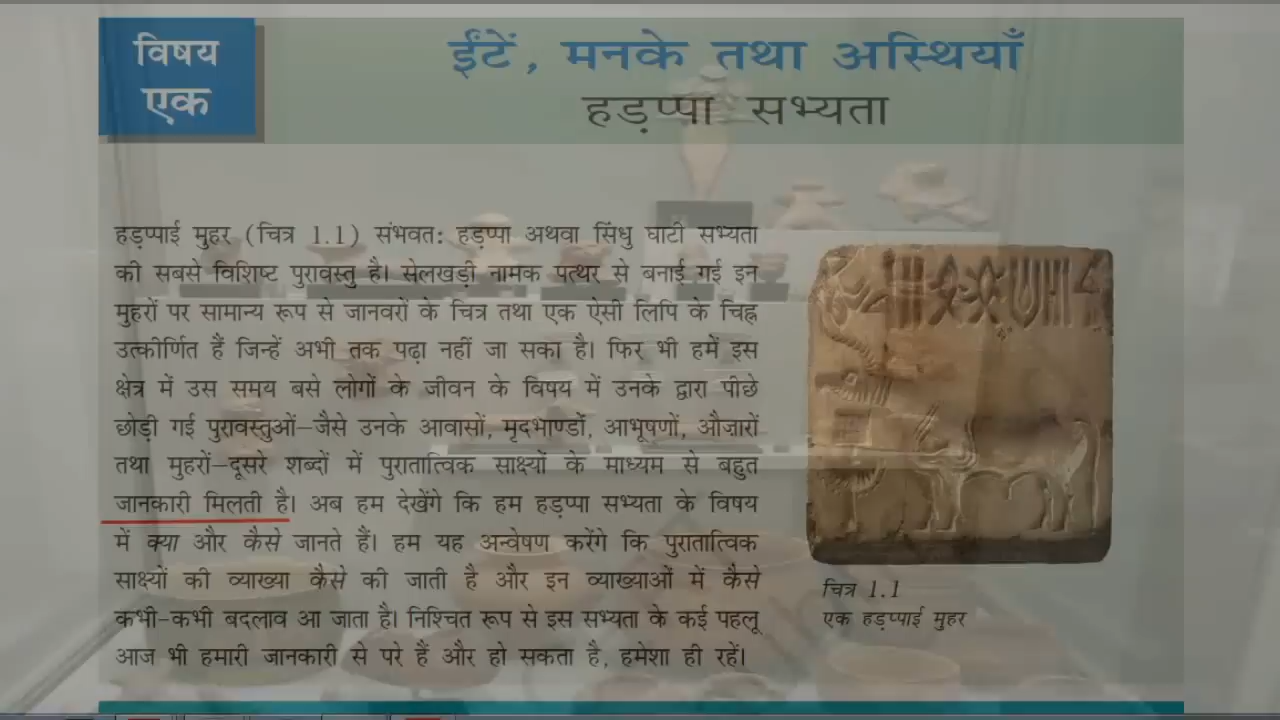 विषय
एक
ईंटें, मनके तथा अस्थियाँ
हड़प्पा सभ्यता
हड़प्पाई मुहर (चित्र 1.1) संभवत: हड़प्पा अथवा सिंधु घाटी सभ्यता
की सबसे विशिष्ट पुरावस्तु है। सेलखड़ी नामक पत्थर से बनाई गई इन
मुहरों पर सामान्य रूप से जानवरों के चित्र तथा एक ऐसी लिपि के चिह्न
उत्कीर्णित हैं जिन्हें अभी तक पढ़ा नहीं जा सका है। फिर भी हमें इस
क्षेत्र में उस समय बसे लोगों के जीवन के विषय में उनके द्वारा पीछे
छोड़ी गई पुरावस्तुओं–जैसे उनके आवासों, मृदभाण्डों, आभूषणों, औज़ारों
तथा मुहरों–दूसरे शब्दों में पुरातात्विक साक्ष्यों के माध्यम से बहुत
जानकारी मिलती है। अब हम देखेंगे कि हम हड़प्पा सभ्यता के विषय
में क्या और कैसे जानते हैं। हम यह अन्वेषण करेंगे कि पुरातात्विक
साक्ष्यों की व्याख्या कैसे की जाती है और इन व्याख्याओं में कैसे
कभी-कभी बदलाव आ जाता है। निश्चित रूप से इस सभ्यता के कई पहलू
आज भी हमारी जानकारी से परे हैं और हो सकता है, हमेशा ही रहें।
चित्र 1.1
एक हड़प्पाई मुहर